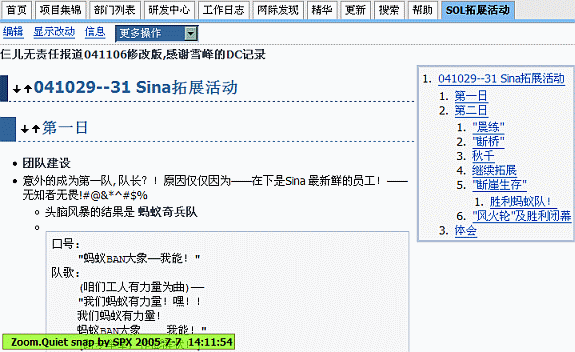 首页 项目集锦 部门列表 研发中心 工作日志 网际发现 精华 更新 搜索 帮助 SOL拓展活动
编辑 显示改动 信息 更多操作
仨儿无责任报道041106修改版,感谢雪峰的DC记录
041029--31 Sina拓展活动
第一日
团队建设
意外的成为第一队, 队长?！原因仅仅因为——在下是Sina 最新鲜的员工！——
无知者无畏!#@&*^#$%
头脑风暴的结果是 蚂蚁奇兵队
口号：
"蚂蚁BAN大家——我能！"
队歌：
(咱们工人有力量为曲)——
"我们蚂蚁有力量！嘿！！
我们蚂蚁有力量！
蚂蚁BAN大家——我能！"
1. 041029--31 Sina拓展活动
1. 第一日
2. 第二日
1. "晨练"
2. "断桥"
3. 秋千
4. 继续拓展
5. "断崖生存"
1. 胜利蚂蚁队！
6. "风火轮"及胜利闭幕
3. 体会
Zoom.Quiet snap by SPX 2005-7-7 14:11:54